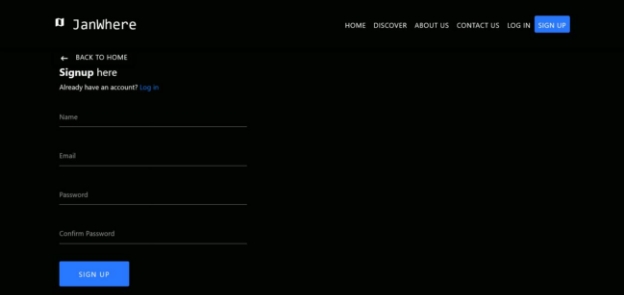 JanWhere
HOME DISCOVER ABOUT US CONTACT US LOG IN SIGN UP
← BACK TO HOME
Signup here
Already have an account? Log in
Name
Email
Password
Confirm Password
SIGN UP